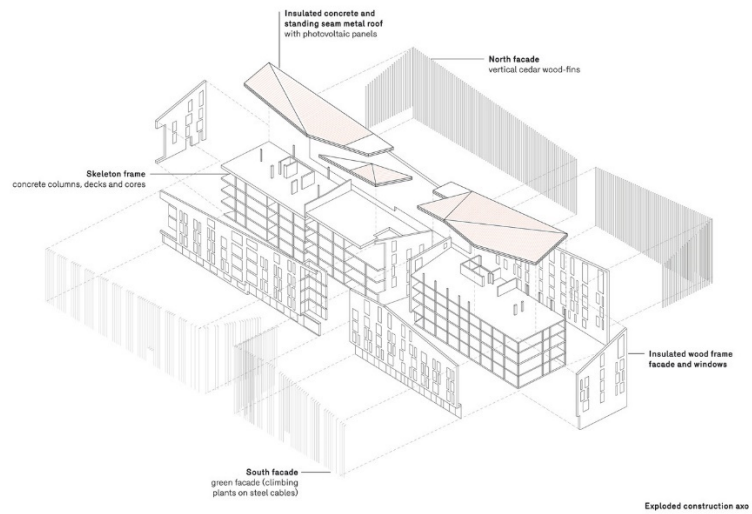 Insulated concrete and
standing seam metal roof
with photovoltaic panels
North facade
vertical cedar wood-fins
Skeleton frame
concrete columns, decks and cores
Insulated wood frame
facade and windows
South facade
green facade (climbing
plants on steel cables)
Exploded construction axo